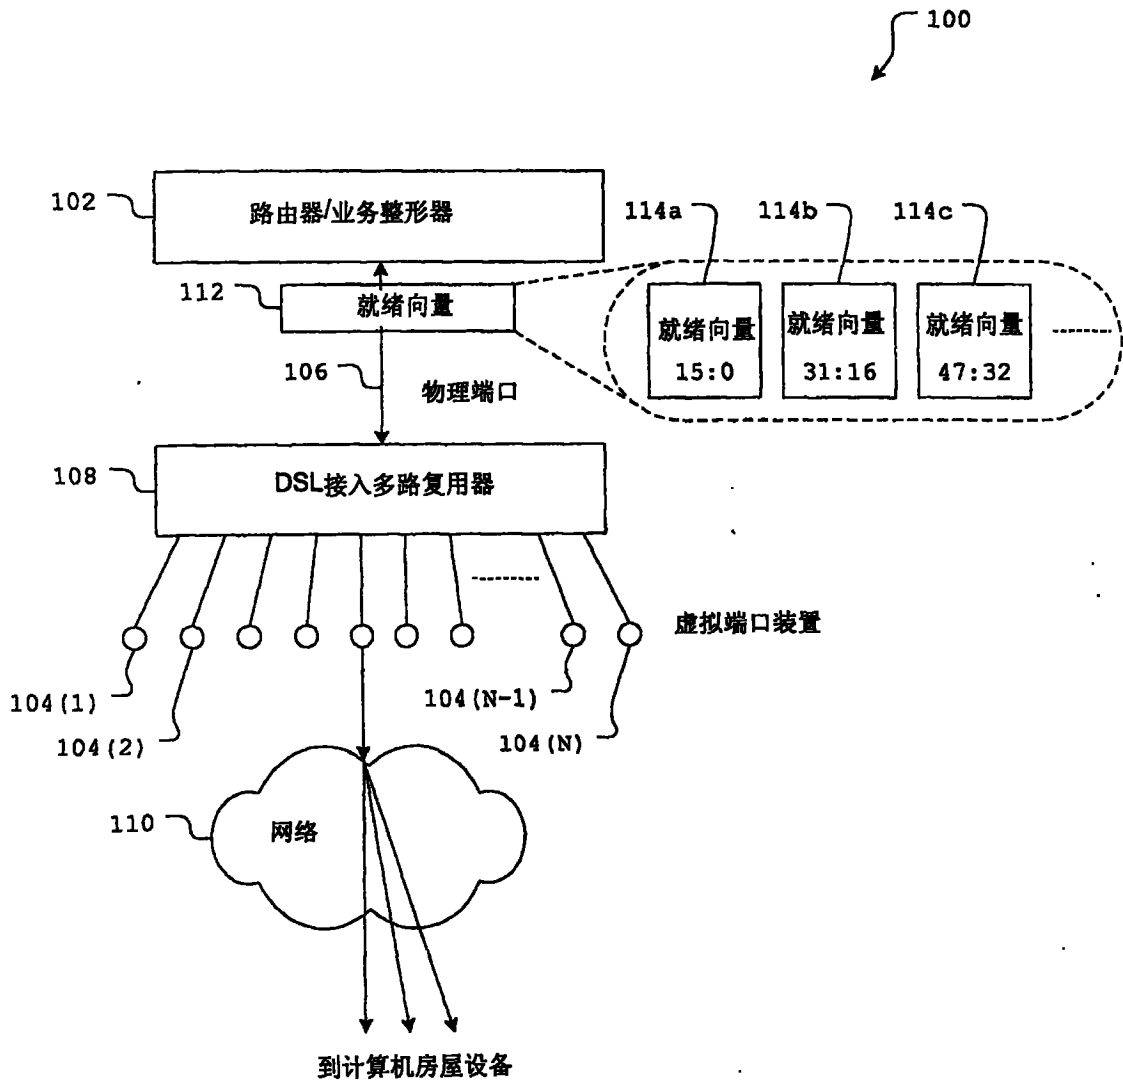 100
102
路由器/业务整形器
114a
114b
114c
112
就绪向量
就绪向量
15:0
就绪向量
31:16
就绪向量
47:32
106
物理端口
108
DSL接入多路复用器
虚拟端口装置
104(1)
104(2)
104(N-1)
104(N)
110
网络
到计算机房屋设备